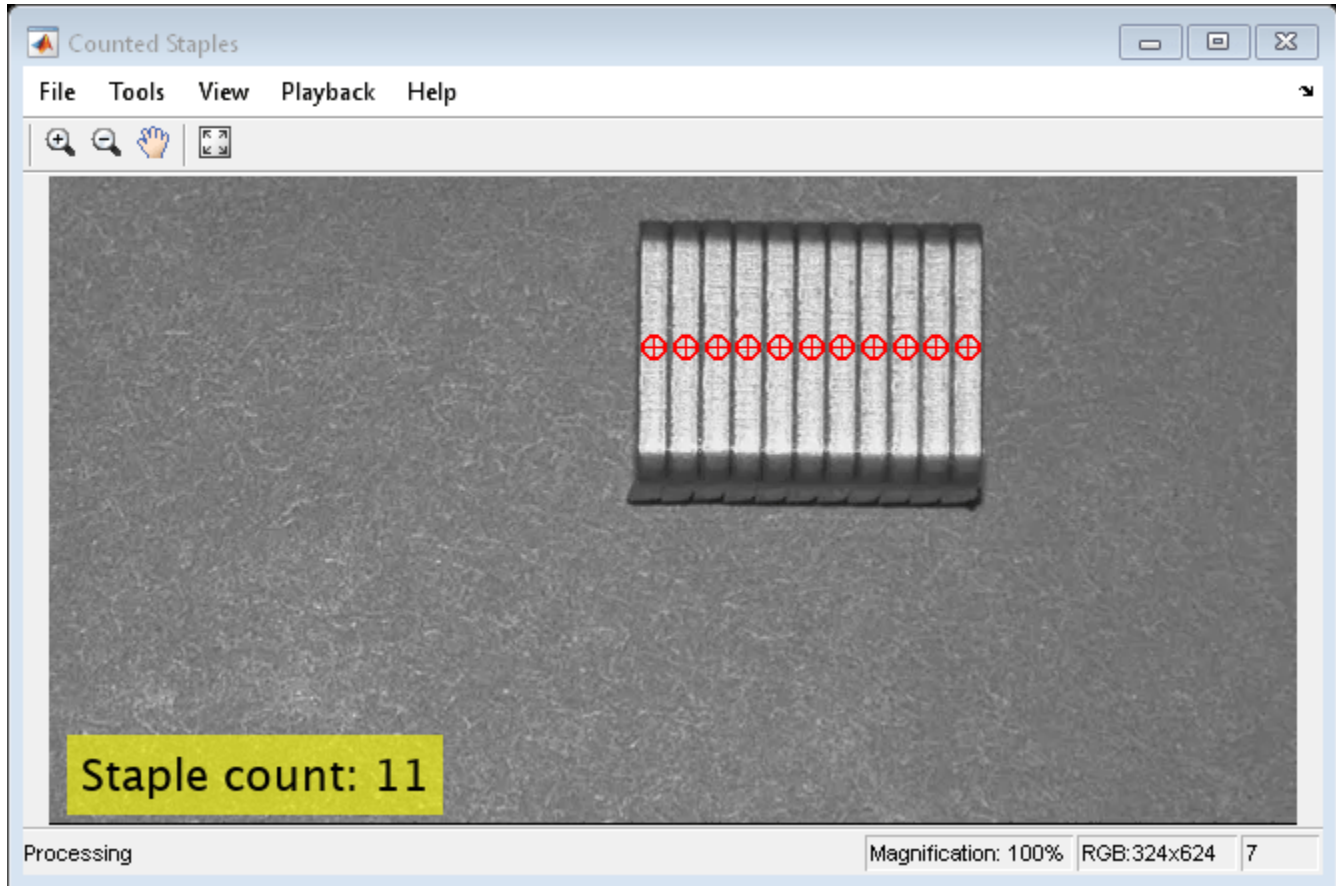 Counted Staples
File Tools View Playback Help
Staple count: 11
Processing Magnification: 100% RGB:324x624 7